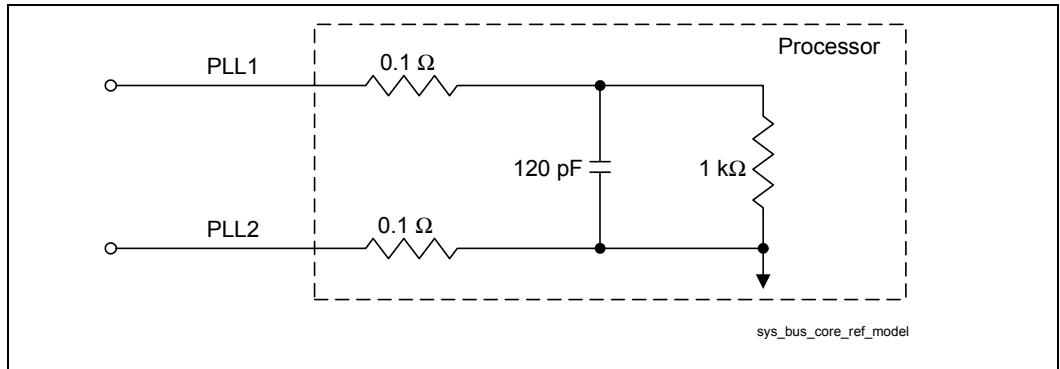 Processor
PLL1
0.1 Ω
120 pF
1 kΩ
PLL2
0.1 Ω
sys_bus_core_ref_model